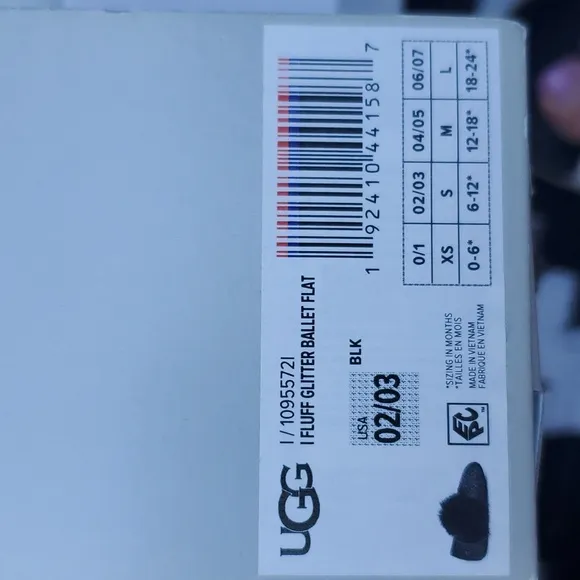 UGG
I / 1095572I
I FLUFF GLITTER BALLET FLAT
USA
02/03
BLK
*SIZING IN MONTHS
*TAILLES EN MOIS
MADE IN VIETNAM
FABRIQUE EN VIETNAM
1 92410 44158 7
0/1 02/03 04/05 06/07
XS S M L
0-6* 6-12* 12-18* 18-24*